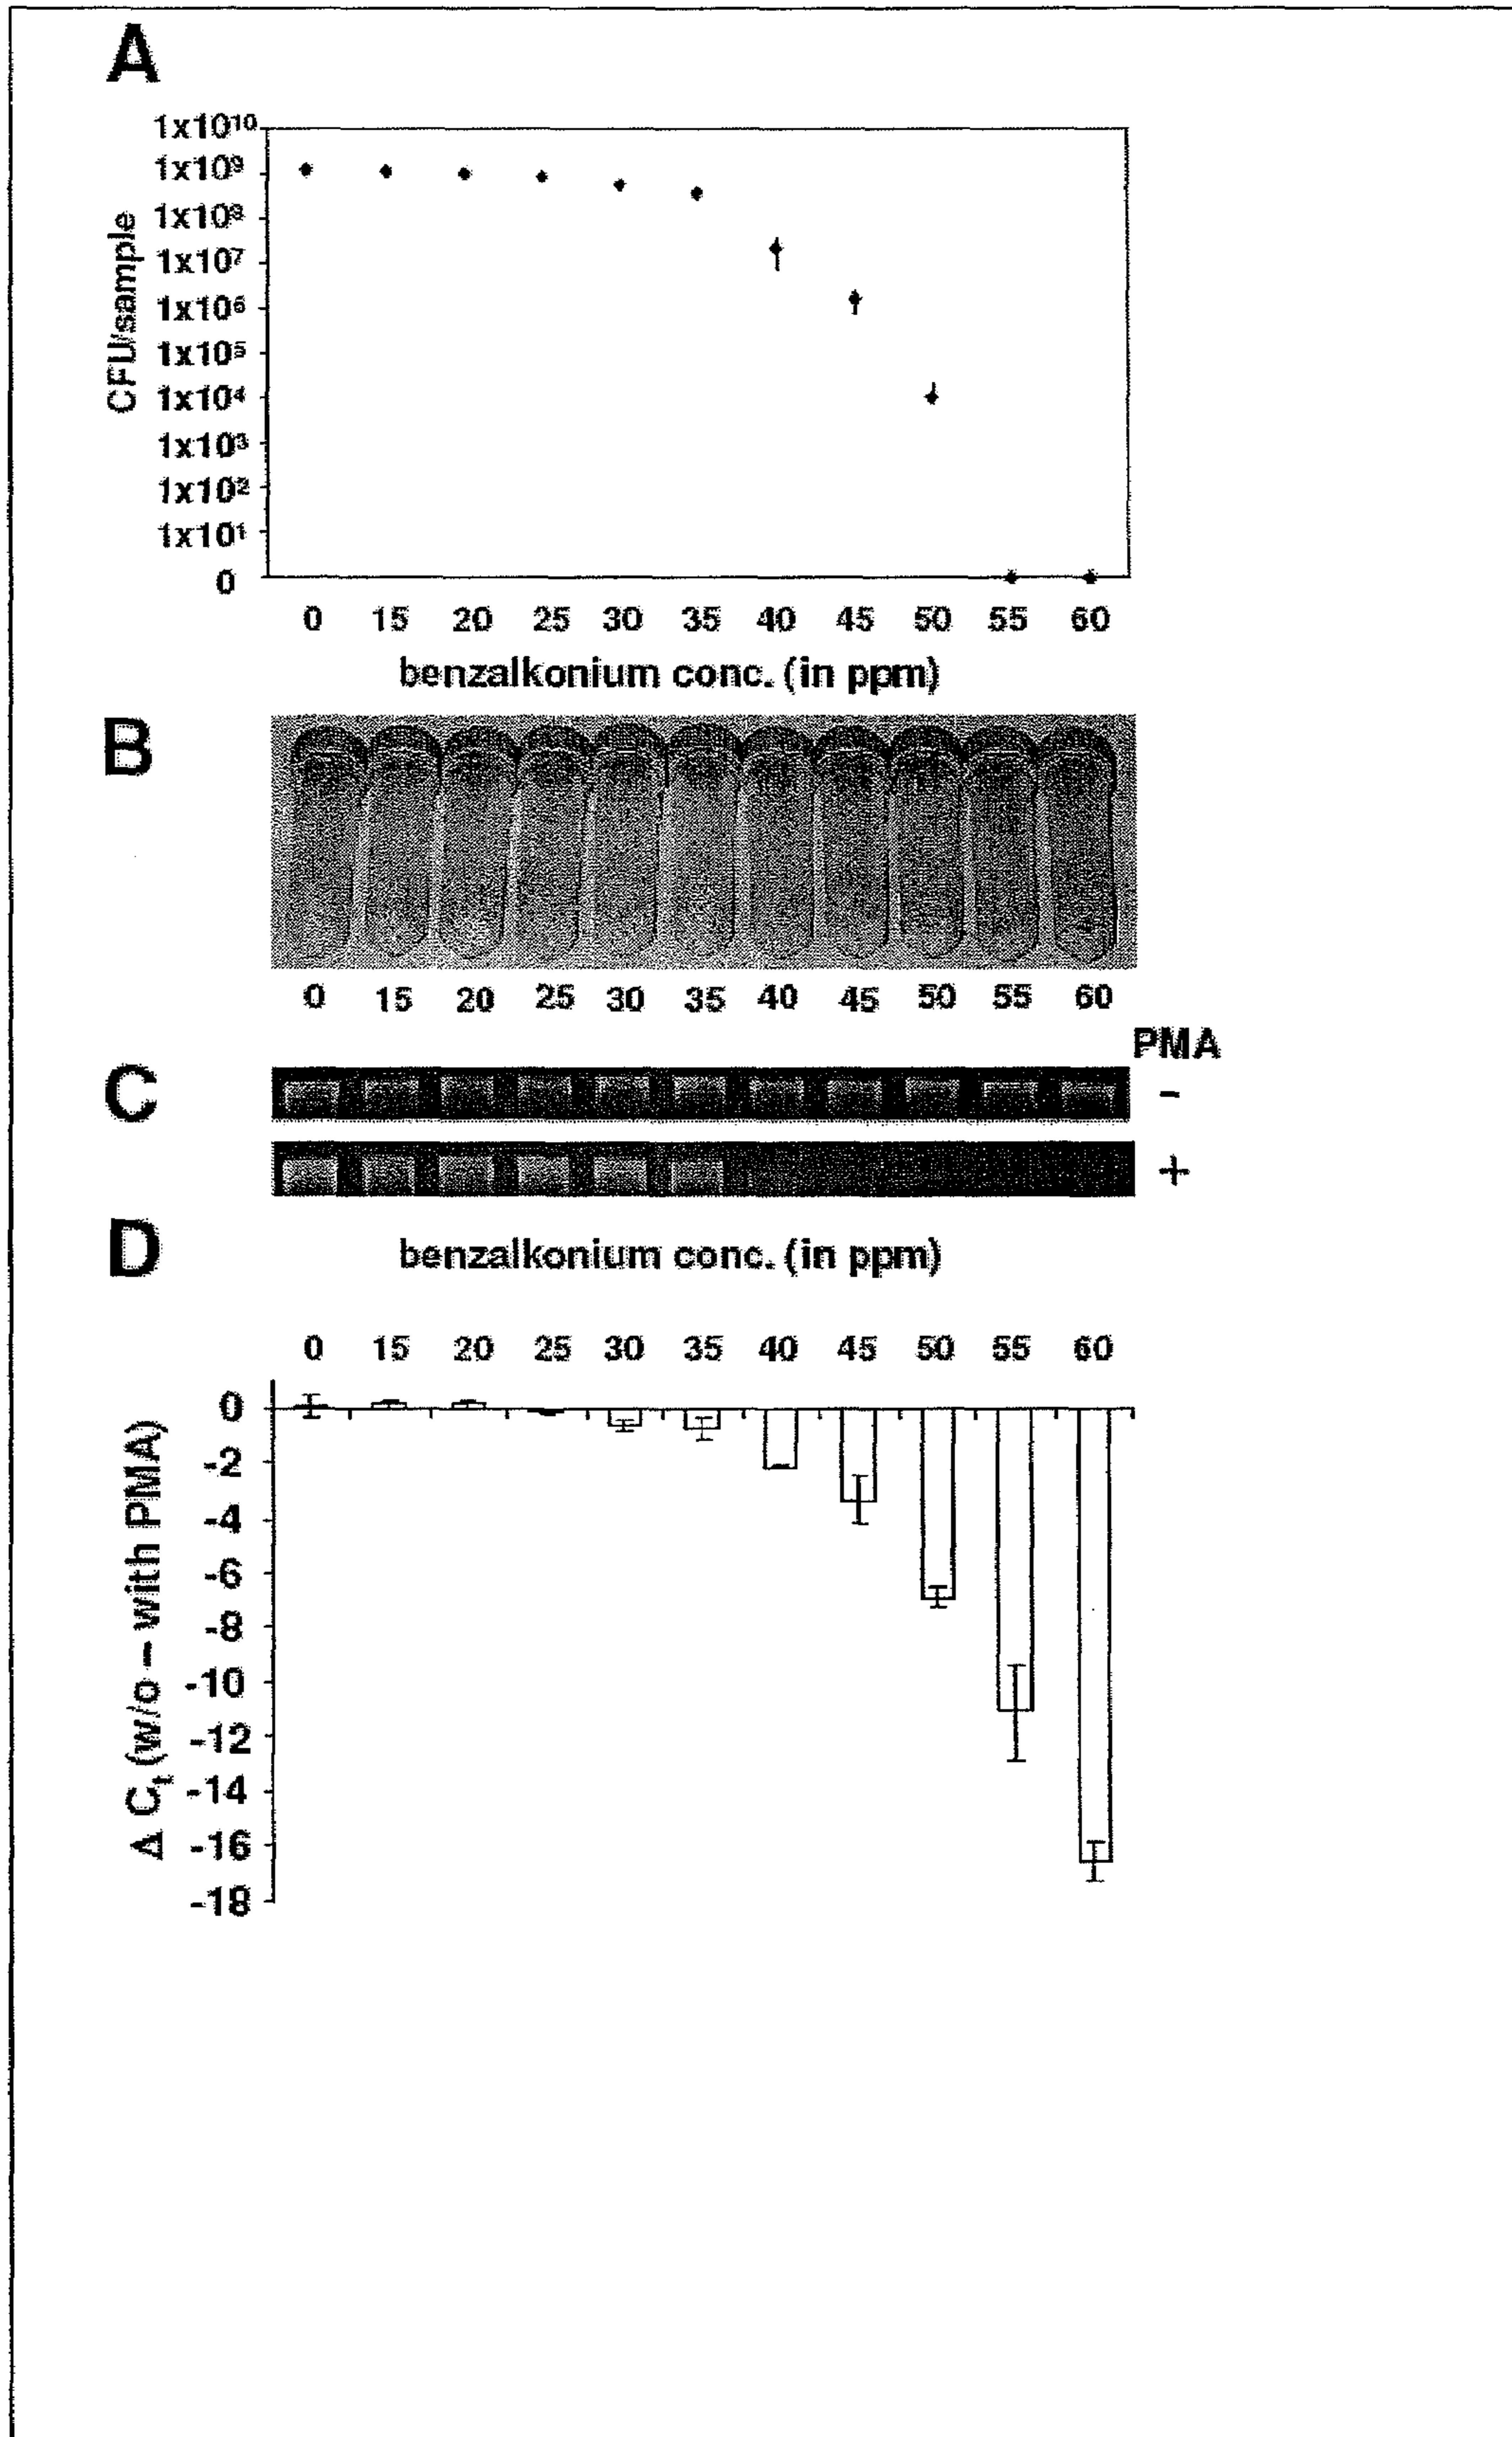 A
1x10¹⁰
1x10⁹
1x10⁸
1x10⁷
1x10⁶
1x10⁵
1x10⁴
1x10³
1x10²
1x10¹
0
CFU/sample
0 15 20 25 30 35 40 45 50 55 60
benzalkonium conc. (in ppm)
B
0 15 20 25 30 35 40 45 50 55 60
PMA
C
-
+
D
benzalkonium conc. (in ppm)
0 15 20 25 30 35 40 45 50 55 60
0
-2
-4
-6
-8
-10
-12
-14
-16
-18
Δ Cₜ (w/o – with PMA)